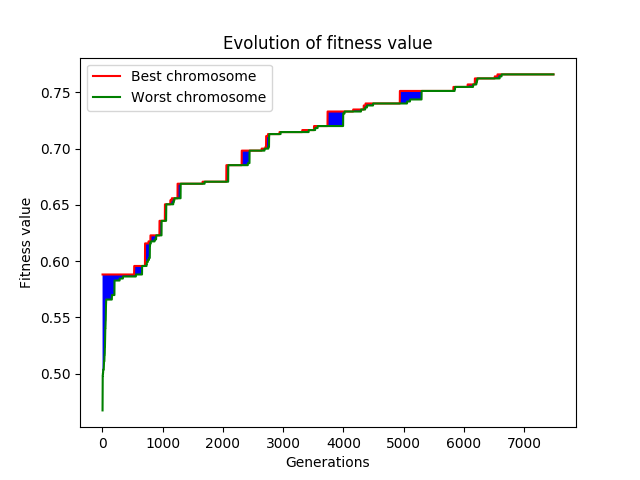 Evolution of fitness value
Best chromosome
Worst chromosome
Fitness value
0.75
0.70
0.65
0.60
0.55
0.50
0 1000 2000 3000 4000 5000 6000 7000
Generations